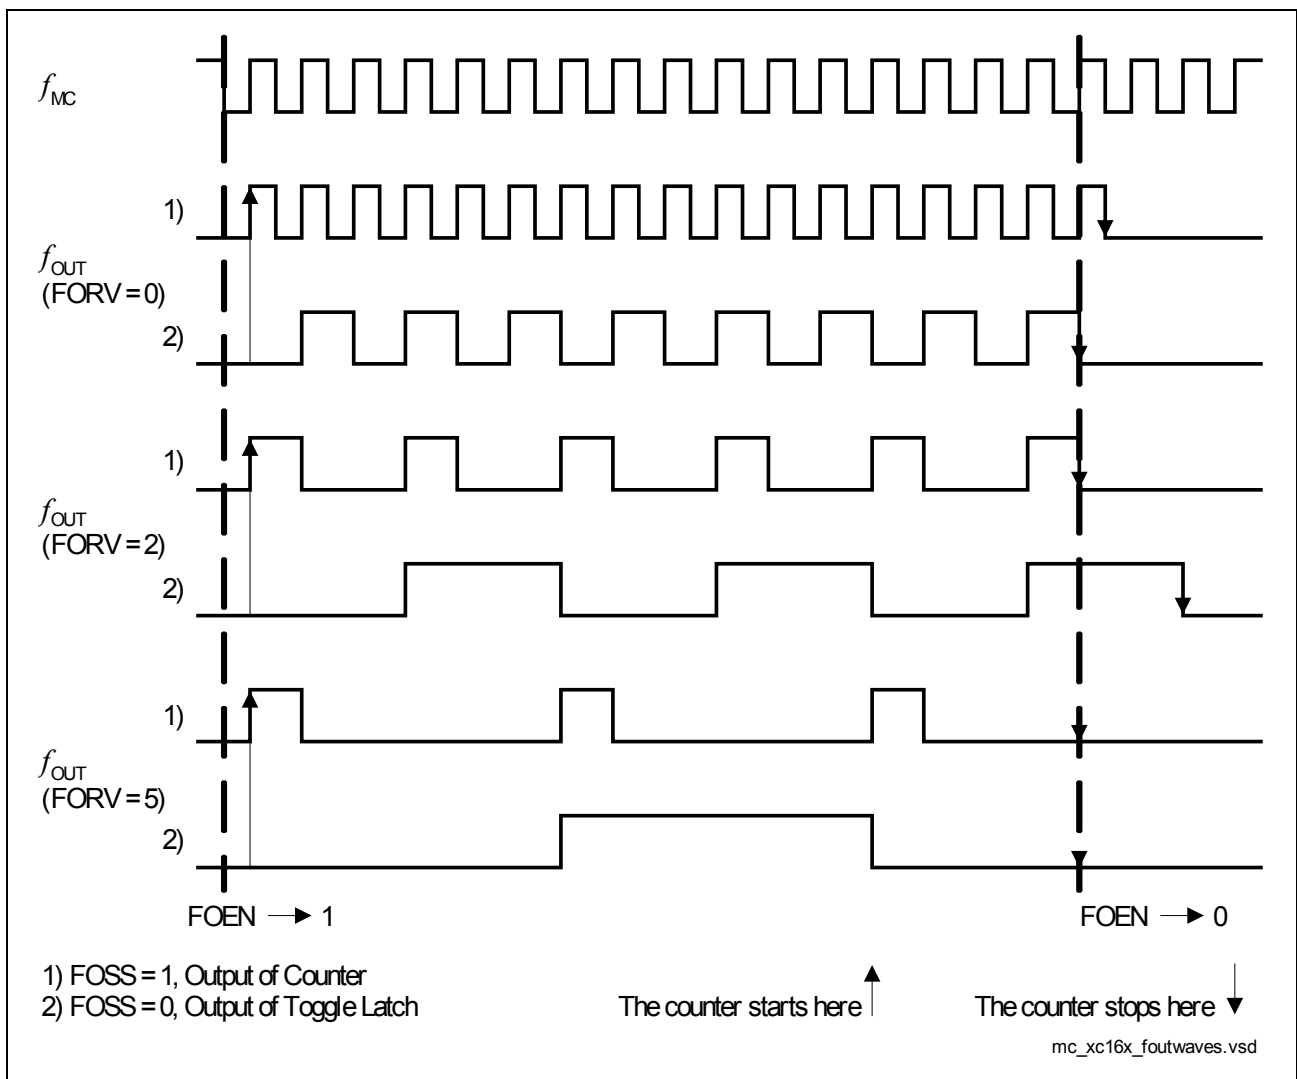 fMC
1)
fOUT
(FORV = 0)
2)
1)
fOUT
(FORV = 2)
2)
1)
fOUT
(FORV = 5)
2)
FOEN → 1
FOEN → 0
1) FOSS = 1, Output of Counter
2) FOSS = 0, Output of Toggle Latch
The counter starts here
The counter stops here
mc_xc16x_foutwaves.vsd